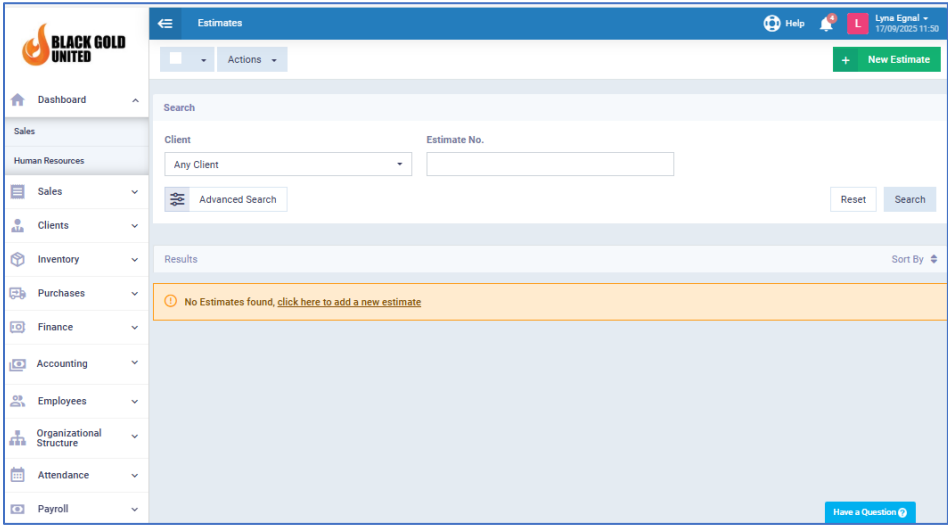 BLACK GOLD
UNITED
Estimates
Help
4
L
Lyna Egnal
17/09/2025 11:50
Actions
+ New Estimate
Dashboard
Sales
Human Resources
Sales
Clients
Inventory
Purchases
Finance
Accounting
Employees
Organizational
Structure
Attendance
Payroll
Search
Client
Estimate No.
Any Client
Advanced Search
Reset
Search
Results
Sort By
No Estimates found, click here to add a new estimate
Have a Question ?